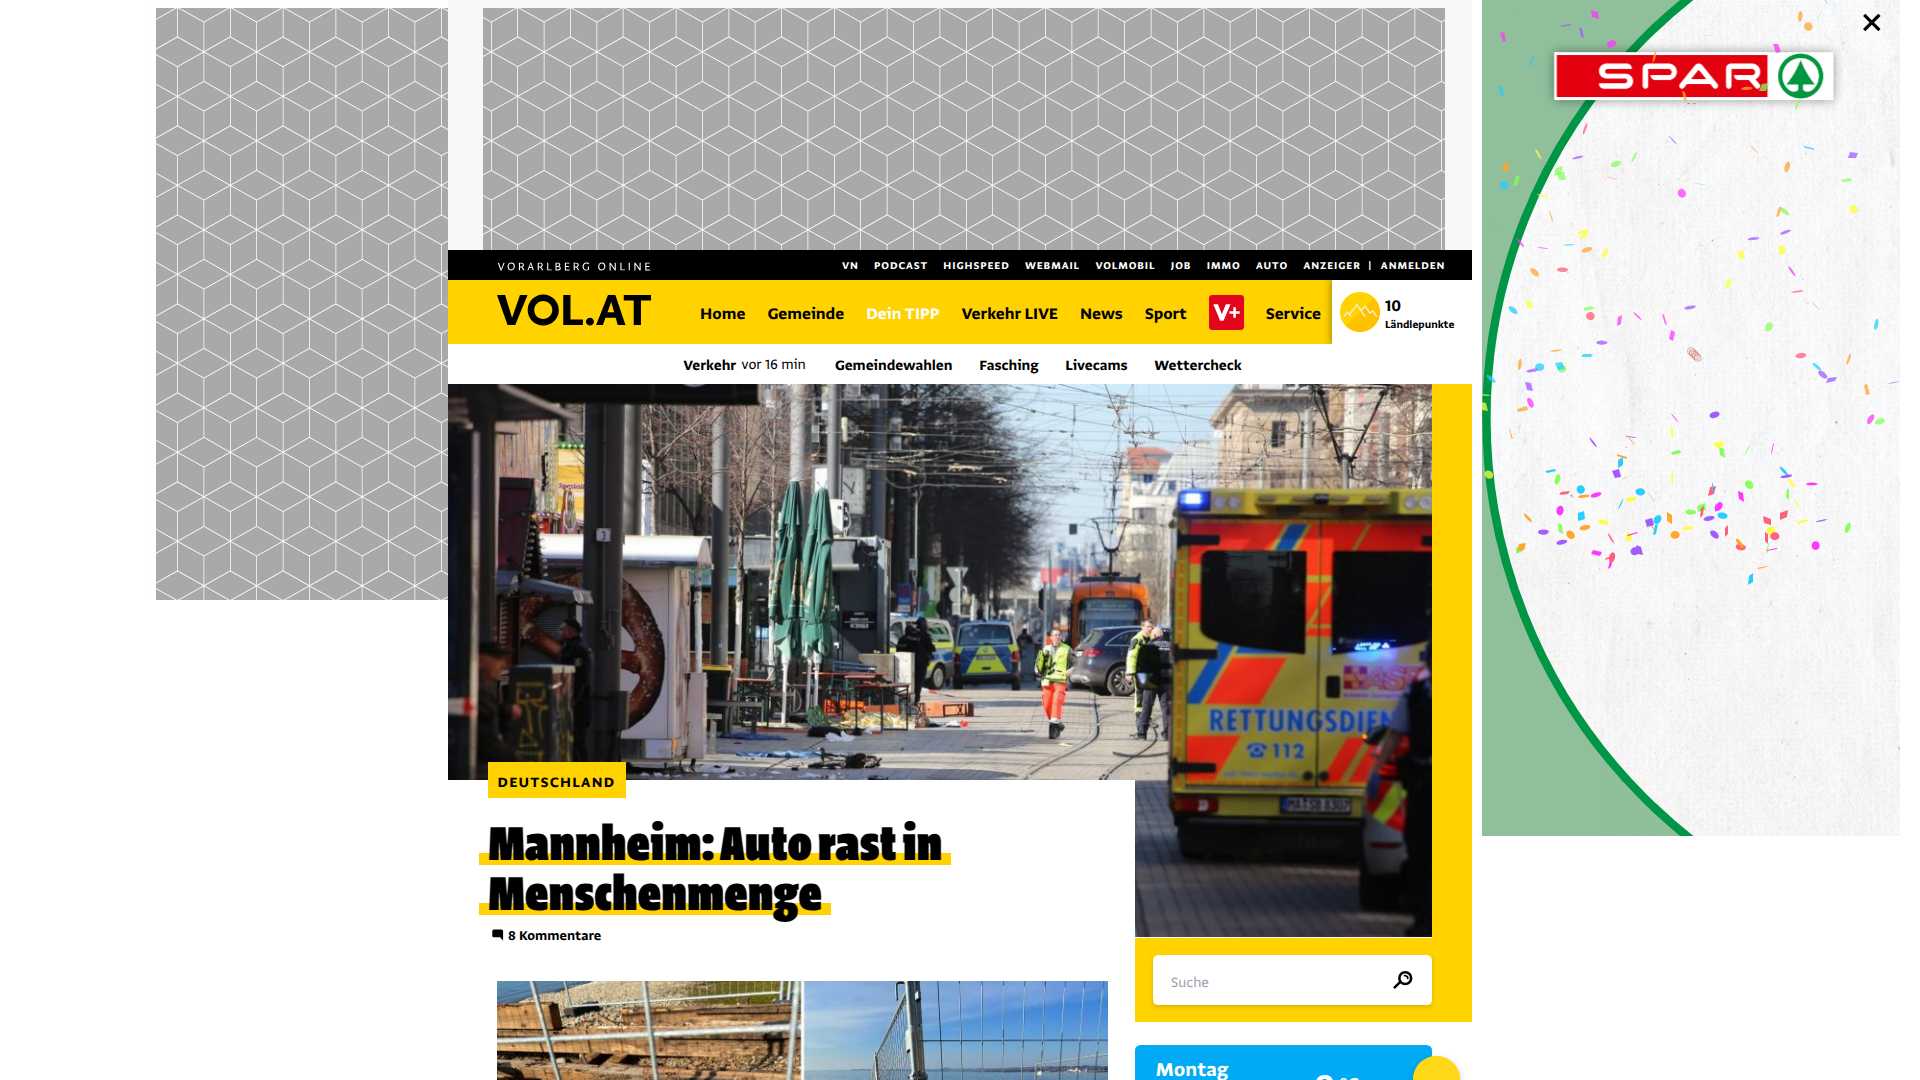 SPAR
VORARLBERG ONLINE
VN PODCAST HIGHSPEED WEBMAIL VOLMOBIL JOB IMMO AUTO ANZEIGER | ANMELDEN
VOL.AT
Home Gemeinde Dein TIPP Verkehr LIVE News Sport V+ Service
10
Ländlepunkte
Verkehr vor 16 min Gemeindewahlen Fasching Livecams Wettercheck
RETTUNGSDIEN
112
DEUTSCHLAND
Mannheim: Auto rast in
Menschenmenge
8 Kommentare
Suche
Montag